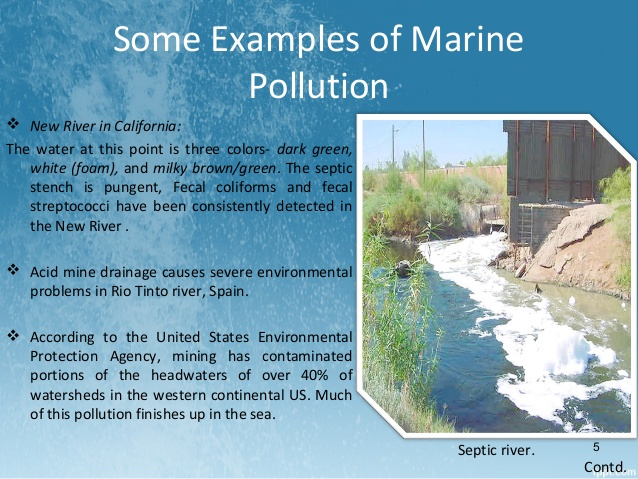 Some Examples of Marine
Pollution
❖ New River in California:
The water at this point is three colors- dark green,
white (foam), and milky brown/green. The septic
stench is pungent, Fecal coliforms and fecal
streptococci have been consistently detected in
the New River .
❖ Acid mine drainage causes severe environmental
problems in Rio Tinto river, Spain.
❖ According to the United States Environmental
Protection Agency, mining has contaminated
portions of the headwaters of over 40% of
watersheds in the western continental US. Much
of this pollution finishes up in the sea.
Septic river.
5
Contd.